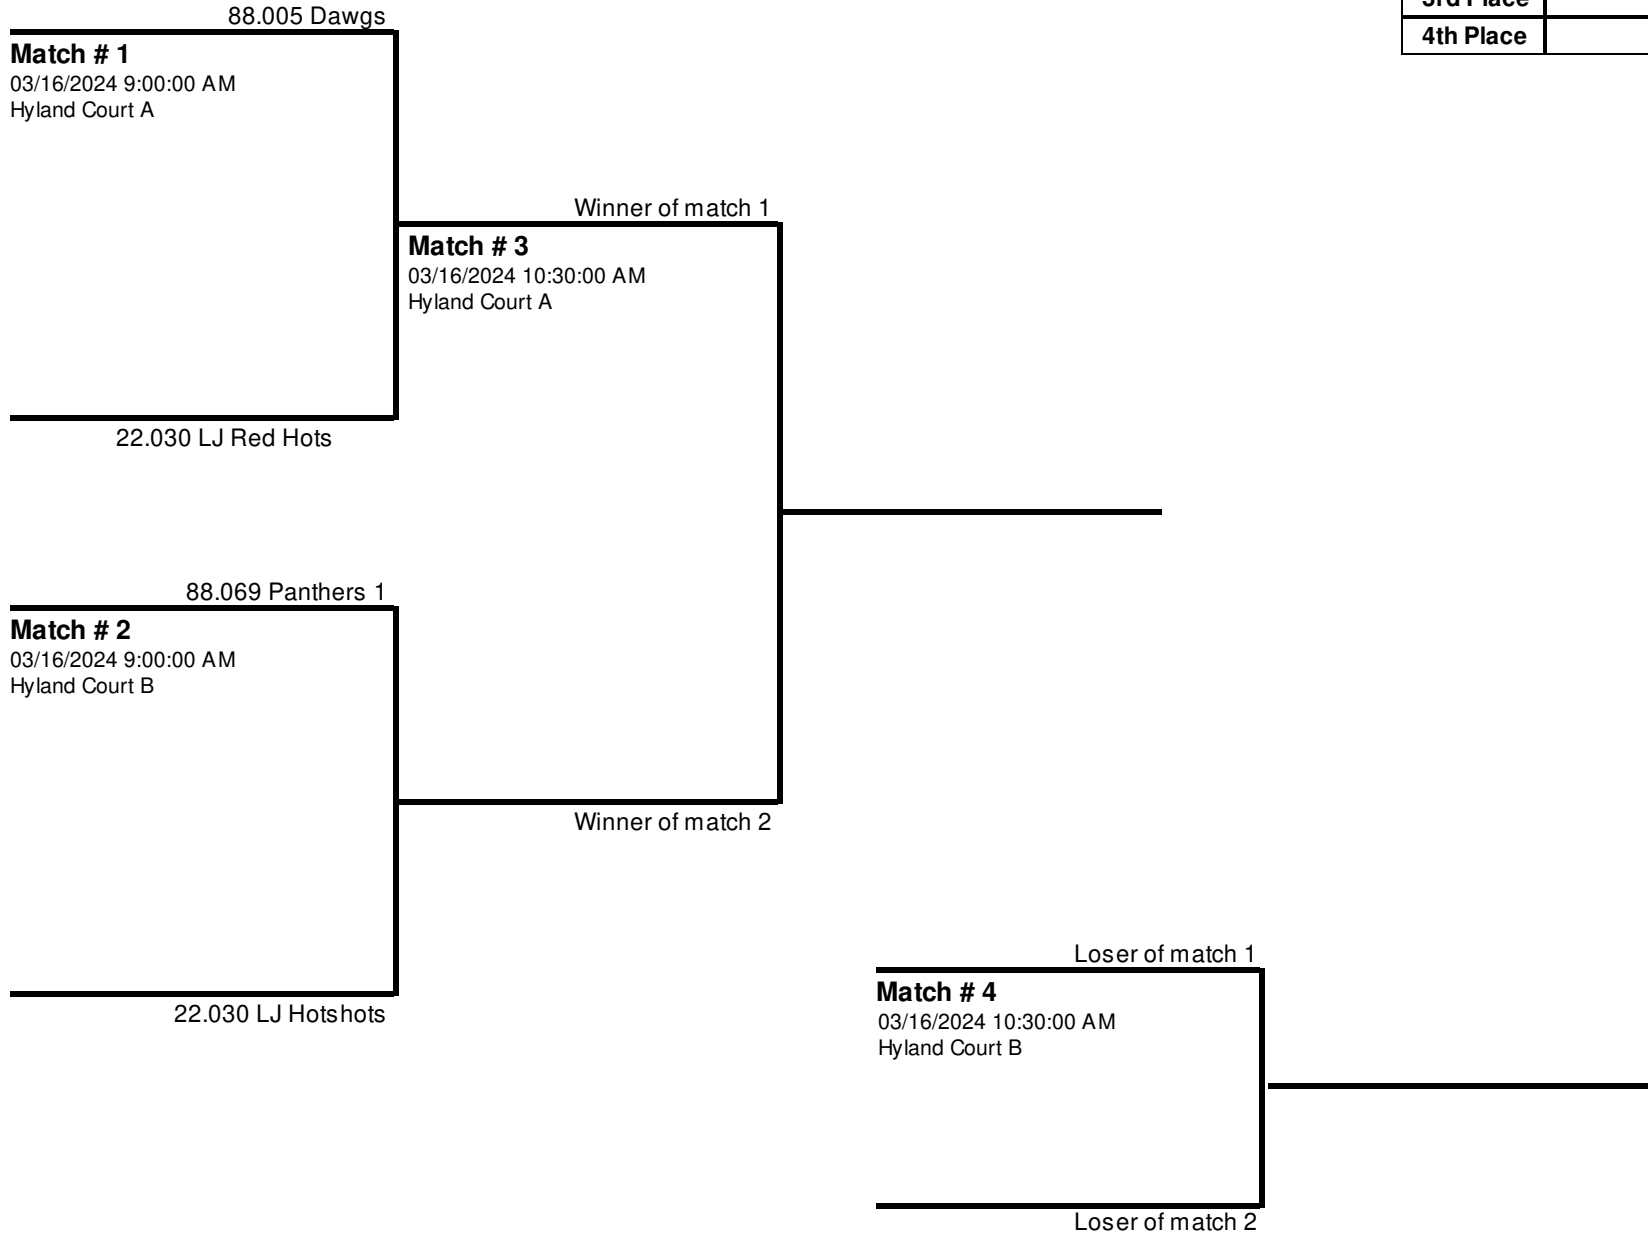 88.005 Dawgs
3rd Place
4th Place
Match # 1
03/16/2024 9:00:00 AM
Hyland Court A
Winner of match 1
Match # 3
03/16/2024 10:30:00 AM
Hyland Court A
22.030 LJ Red Hots
88.069 Panthers 1
Match # 2
03/16/2024 9:00:00 AM
Hyland Court B
Winner of match 2
Loser of match 1
Match # 4
03/16/2024 10:30:00 AM
Hyland Court B
22.030 LJ Hotshots
Loser of match 2